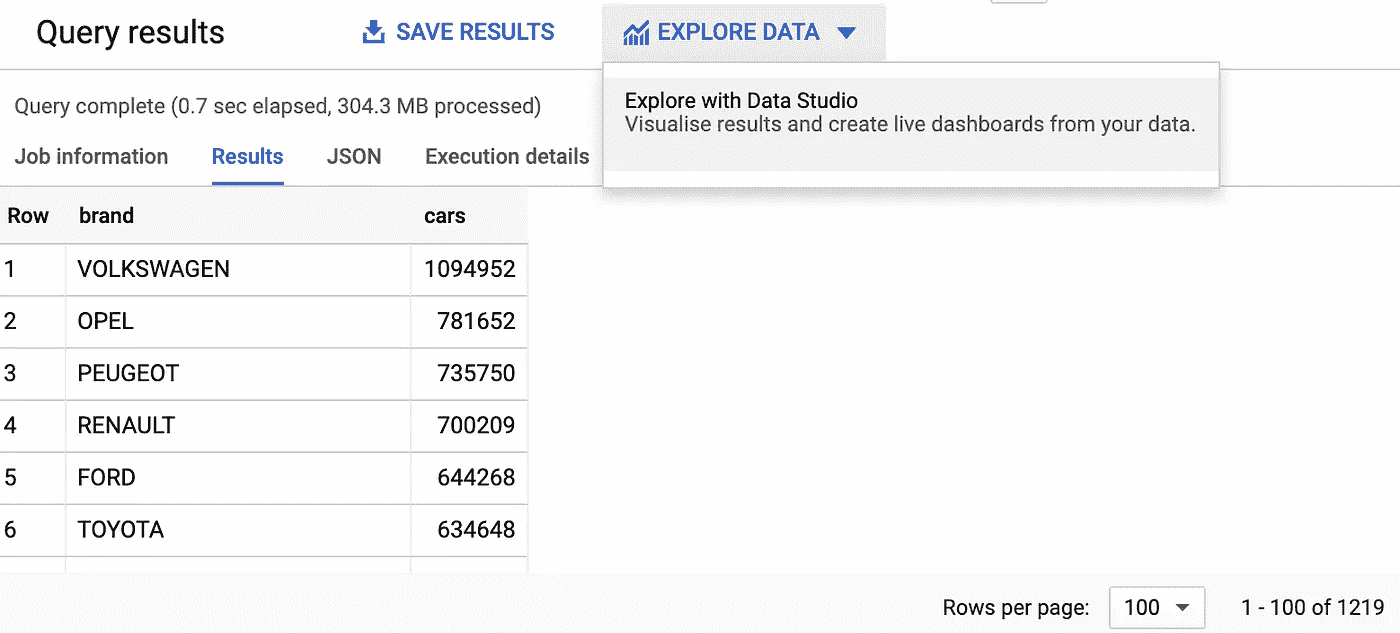 Query results SAVE RESULTS EXPLORE DATA
Explore with Data Studio
Visualise results and create live dashboards from your data.
Query complete (0.7 sec elapsed, 304.3 MB processed)
Job information Results JSON Execution details
Row brand cars
1 VOLKSWAGEN 1094952
2 OPEL 781652
3 PEUGEOT 735750
4 RENAULT 700209
5 FORD 644268
6 TOYOTA 634648
Rows per page: 100 1 - 100 of 1219